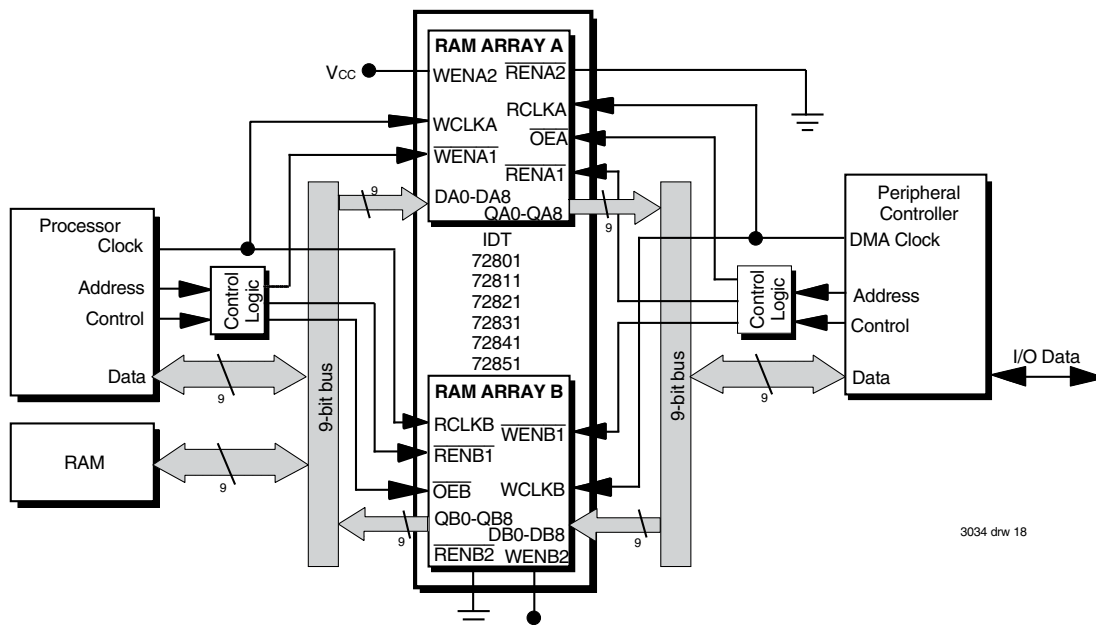 RAM ARRAY A
VCC
WENA2
RENA2
RCLKA
WCLKA
OEA
WENA1
RENA1
DA0-DA8
QA0-QA8
9
9
Processor
Clock
Address
Control
Data
Control
Logic
9
RAM
9
9-bit bus
IDT
72801
72811
72821
72831
72841
72851
RAM ARRAY B
RCLKB
WENB1
RENB1
OEB
WCLKB
QB0-QB8
DB0-DB8
RENB2
WENB2
9
9
9-bit bus
Control
Logic
9
Peripheral
Controller
DMA Clock
Address
Control
Data
I/O Data
3034 drw 18